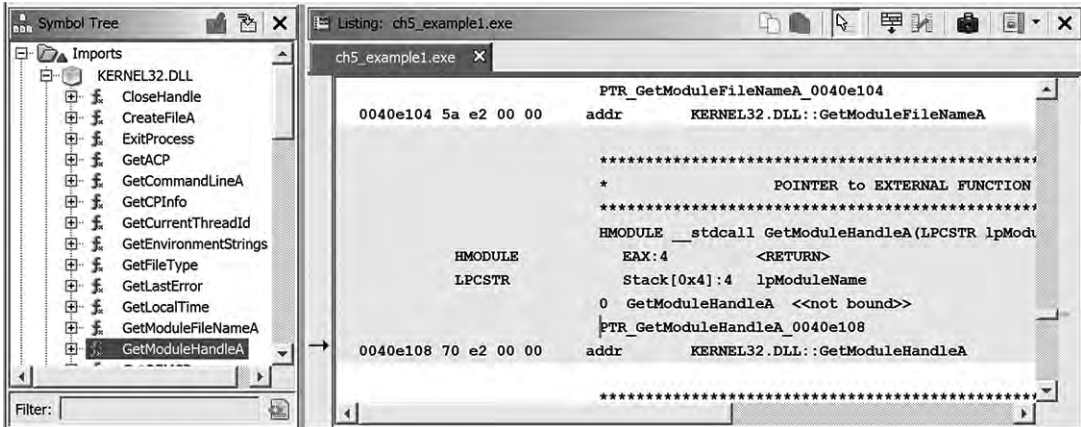 Symbol Tree
Imports
KERNEL32.DLL
CloseHandle
CreateFileA
ExitProcess
GetACP
GetCommandLineA
GetCPInfo
GetCurrentThreadId
GetEnvironmentStrings
GetFileType
GetLastError
GetLocalTime
GetModuleFileNameA
GetModuleHandleA
Filter:
Listing: ch5_example1.exe
ch5_example1.exe
PTR_GetModuleFileNameA_0040e104
0040e104 5a e2 00 00 addr KERNEL32.DLL::GetModuleFileNameA
*****************************************************
* POINTER to EXTERNAL FUNCTION
*****************************************************
HMODULE __stdcall GetModuleHandleA(LPCSTR lpModu
HMODULE EAX:4 <RETURN>
LPCSTR Stack[0x4]:4 lpModuleName
0 GetModuleHandleA <<not bound>>
PTR_GetModuleHandleA_0040e108
0040e108 70 e2 00 00 addr KERNEL32.DLL::GetModuleHandleA
*****************************************************